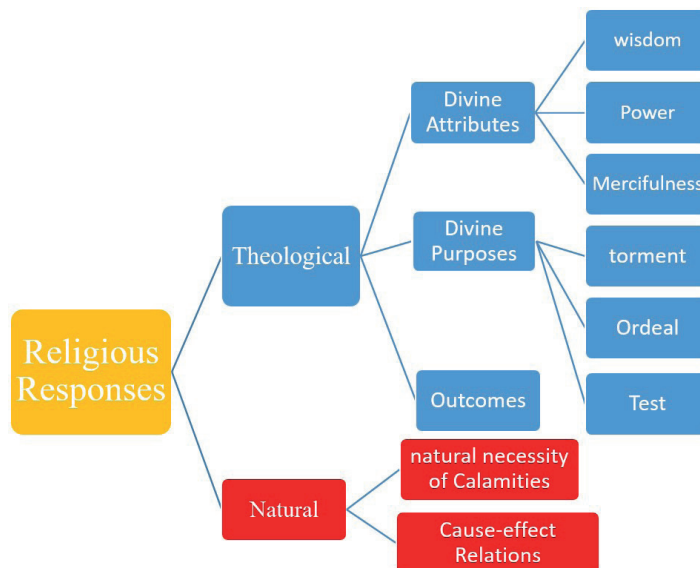 Religious
Responses
Theological
Divine
Attributes
wisdom
Power
Mercifulness
Divine
Purposes
torment
Ordeal
Test
Outcomes
Natural
natural necessity
of Calamities
Cause-effect
Relations